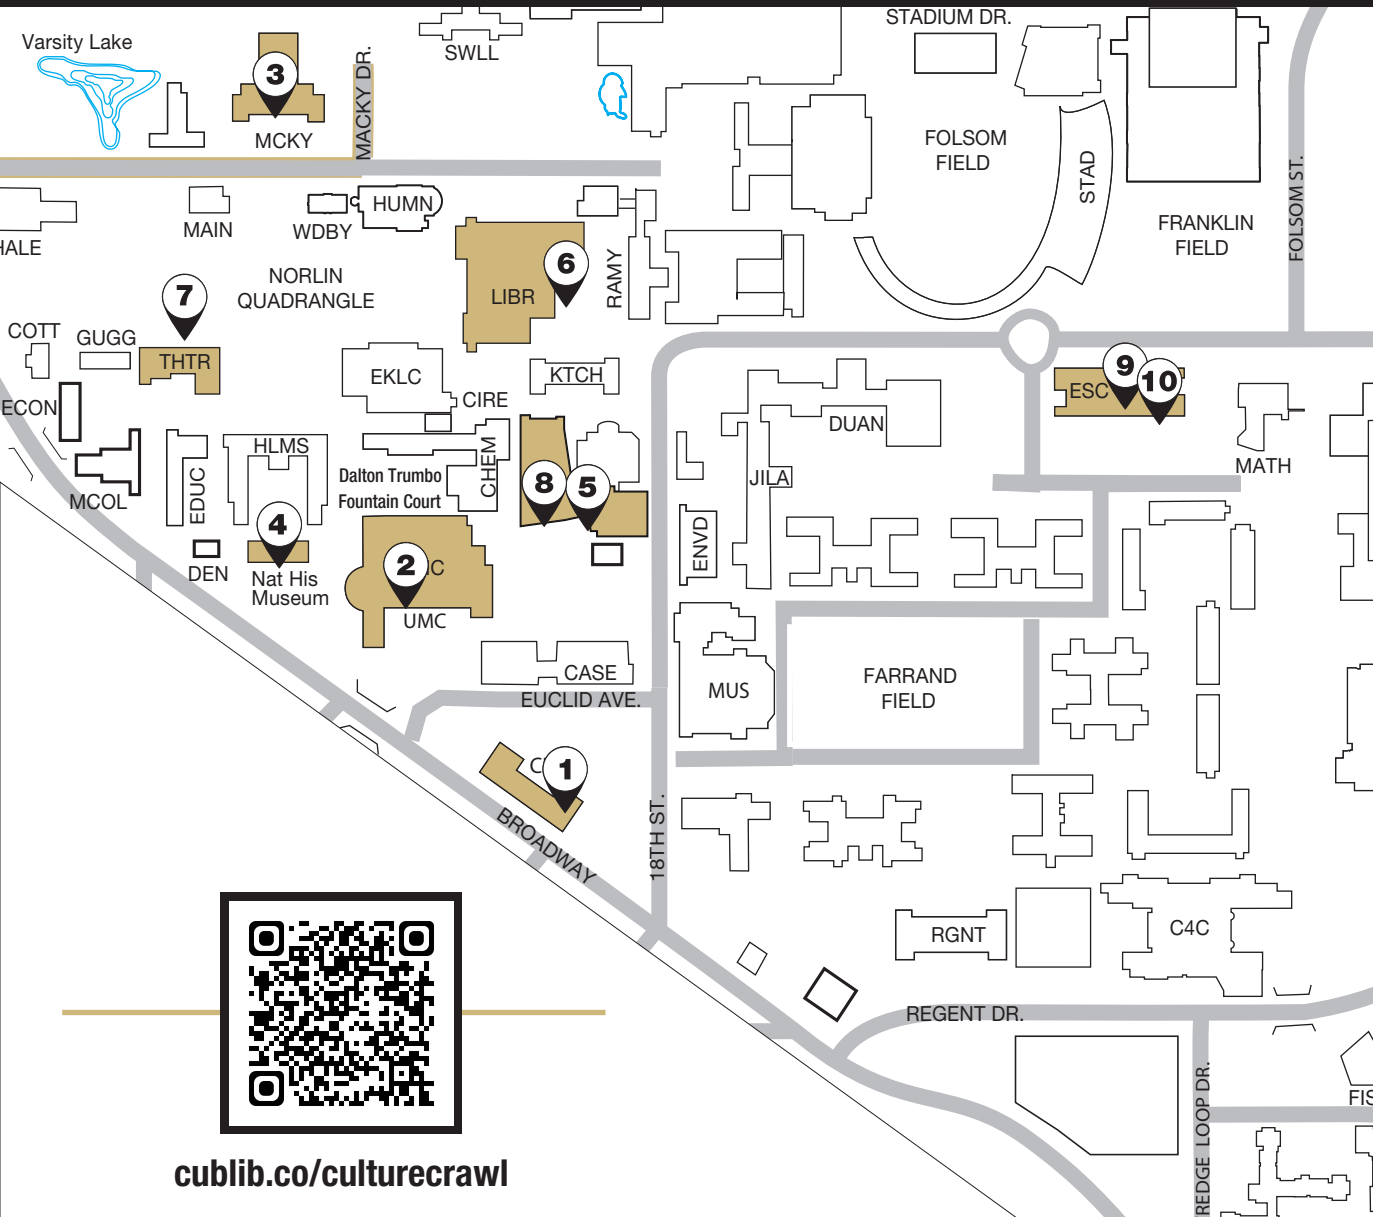 STADIUM DR.
Varsity Lake
SWLL
3
MCKY
MACKY DR.
FOLSOM
FIELD
STAD
FOLSOM ST.
HUMN
WDBY
MAIN
FRANKLIN
FIELD
HALE
NORLIN
QUADRANGLE
6
LIBR
RAMY
7
COTT
GUGG
THTR
EKLC
KTCH
9
10
ESC
ECON
CIRE
DUAN
HLMS
Dalton Trumbo
Fountain Court
CHEM
MATH
JILA
MCOL
EDUC
8
5
4
ENVD
DEN
Nat His
Museum
2
C
UMC
CASE
EUCLID AVE.
MUS
FARRAND
FIELD
C
1
BROADWAY
18TH ST.
RGNT
C4C
REGENT DR.
REDGE LOOP DR.
FIS
cublib.co/culturecrawl